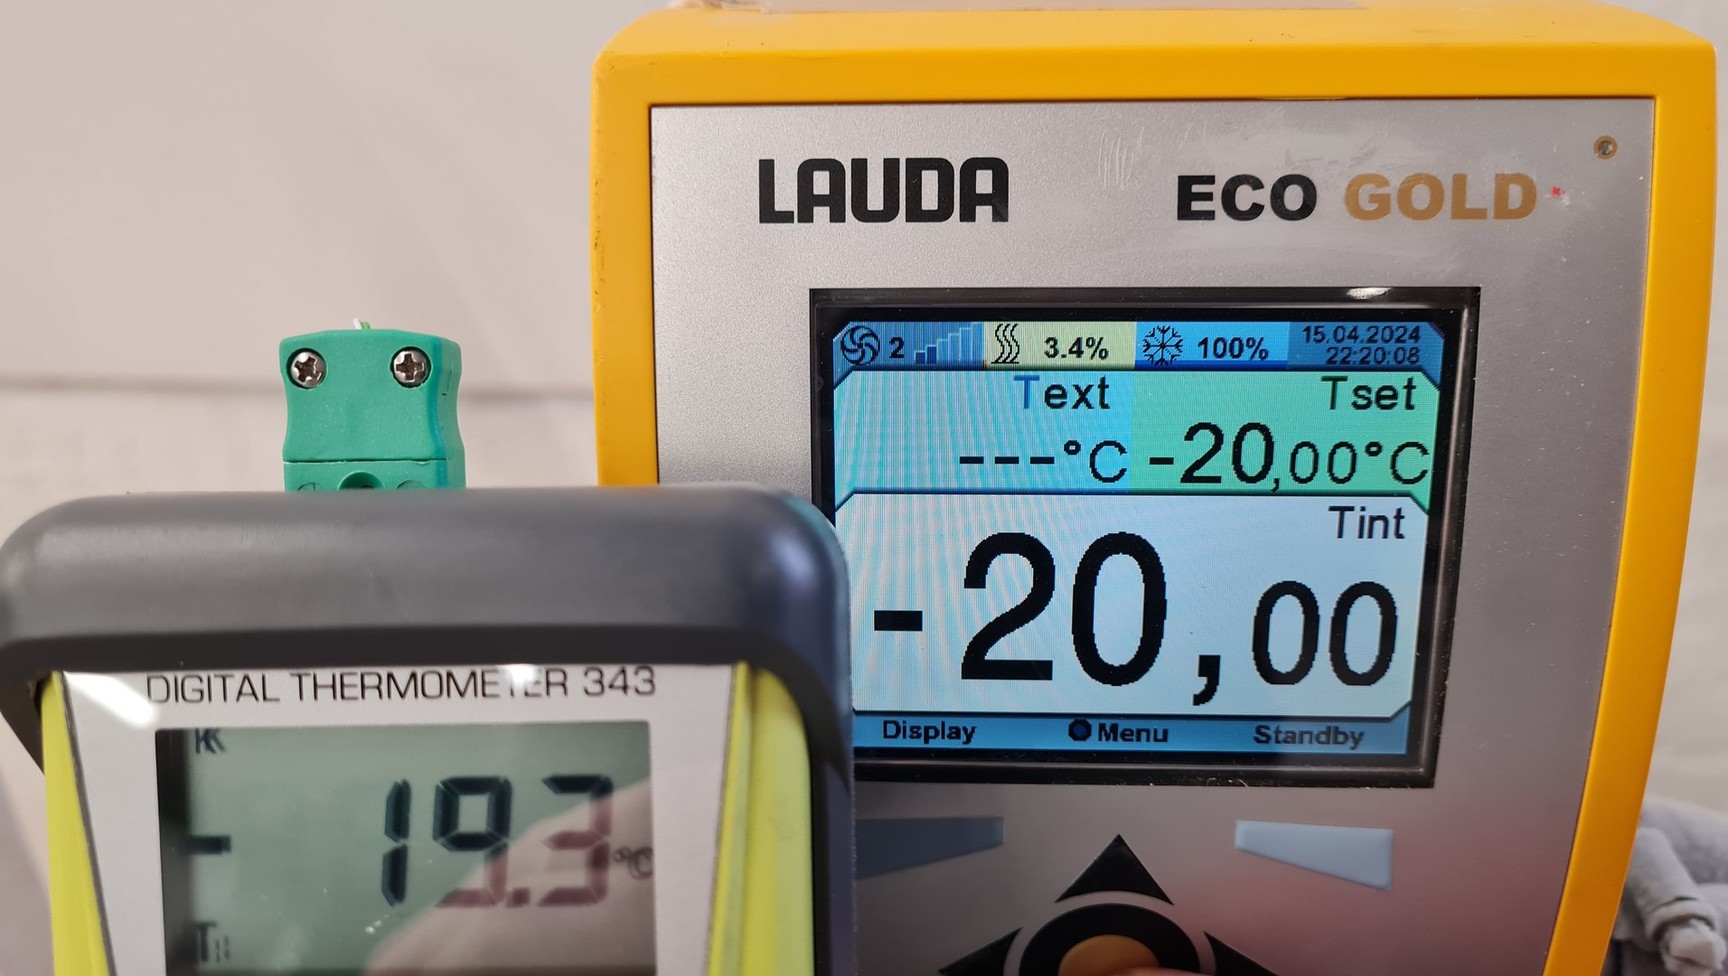 LAUDA
ECO GOLD
2
3.4%
100%
15.04.2024
22:20:08
Text
---°C
Tset
-20,00°C
Tint
-20,00
Display
Menu
Standby
DIGITAL THERMOMETER 343
K
-19.3 °C